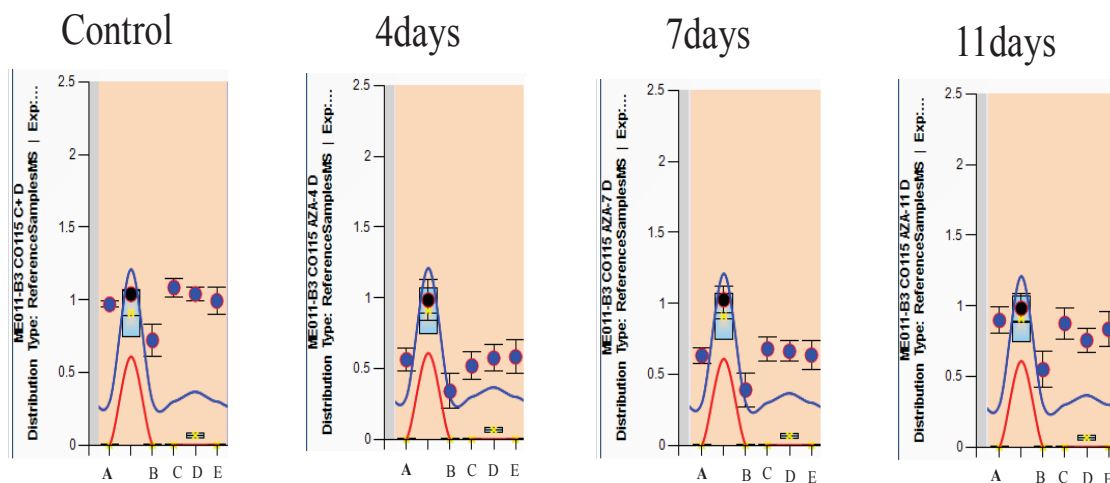 Control
4days
7days
11days
ME011-B3 CO115 C+ D
Distribution Type: ReferenceSamplesMS | Exp:...
2.5
2
1.5
1
0.5
0
A
B
C
D
E
ME011-B3 CO115 AZA-4 D
Distribution Type: ReferenceSamplesMS | Exp:...
2.5
2
1.5
1
0.5
0
A
B
C
D
E
ME011-B3 CO115 AZA-7 D
Distribution Type: ReferenceSamplesMS | Exp:...
2.5
2
1.5
1
0.5
0
A
B
C
D
E
ME011-B3 CO115 AZA-11 D
Distribution Type: ReferenceSamplesMS | Exp:...
2.5
2
1.5
1
0.5
0
A
B
C
D
E